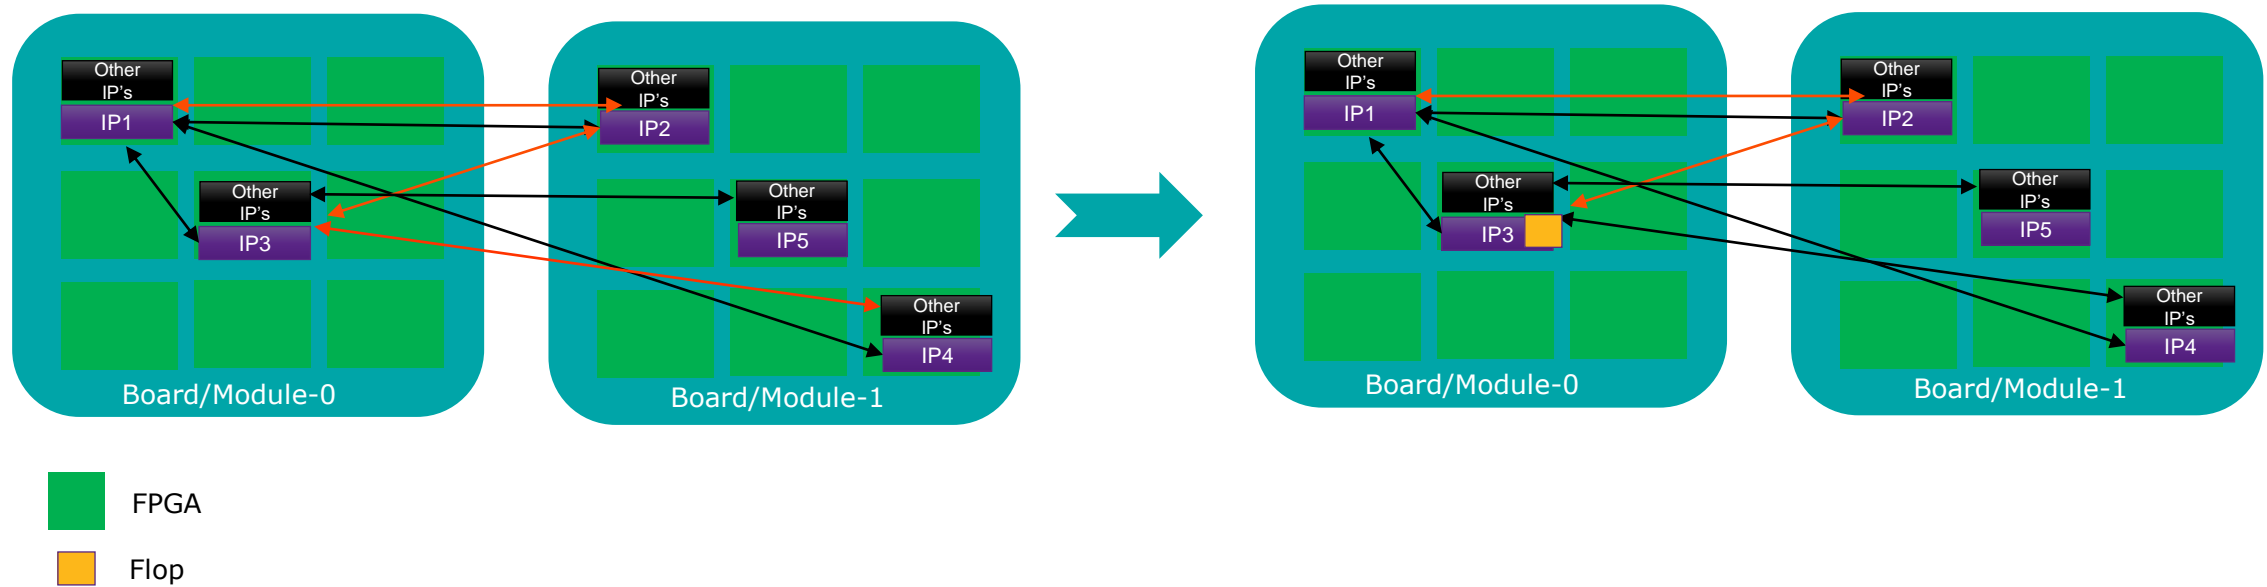 Other
IP's
IP1
Other
IP's
IP2
Other
IP's
IP3
Other
IP's
IP5
Other
IP's
IP4
Board/Module-0
Board/Module-1
Other
IP's
IP1
Other
IP's
IP2
Other
IP's
IP3
Other
IP's
IP5
Other
IP's
IP4
Board/Module-0
Board/Module-1
FPGA
Flop